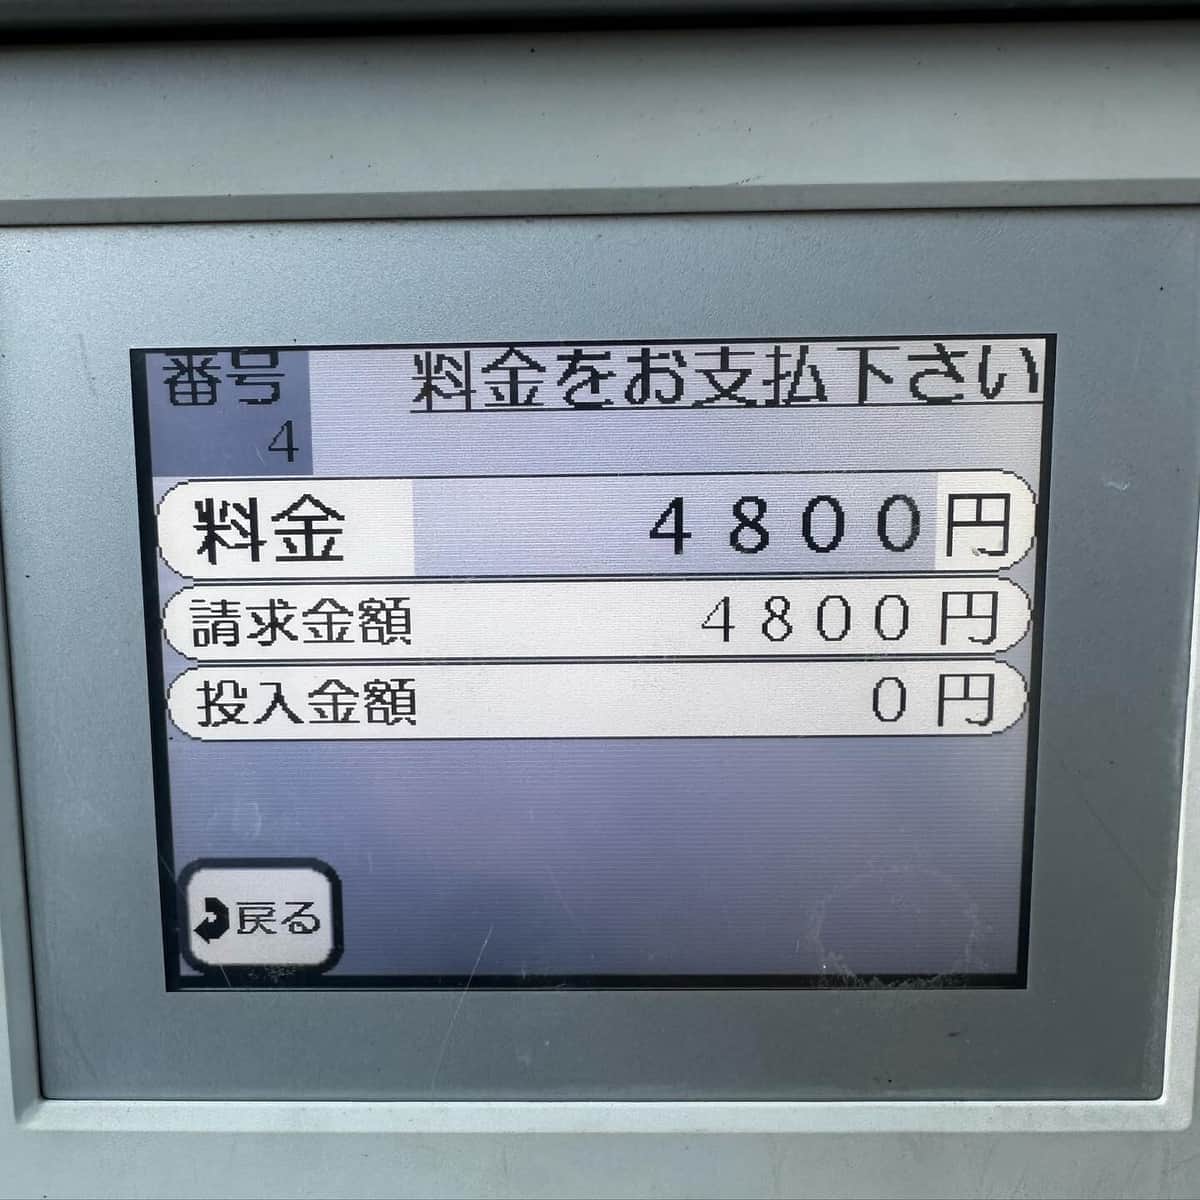 番号
4
料金をお支払下さい
料金 4800円
請求金額 4800円
投入金額 0円
戻る